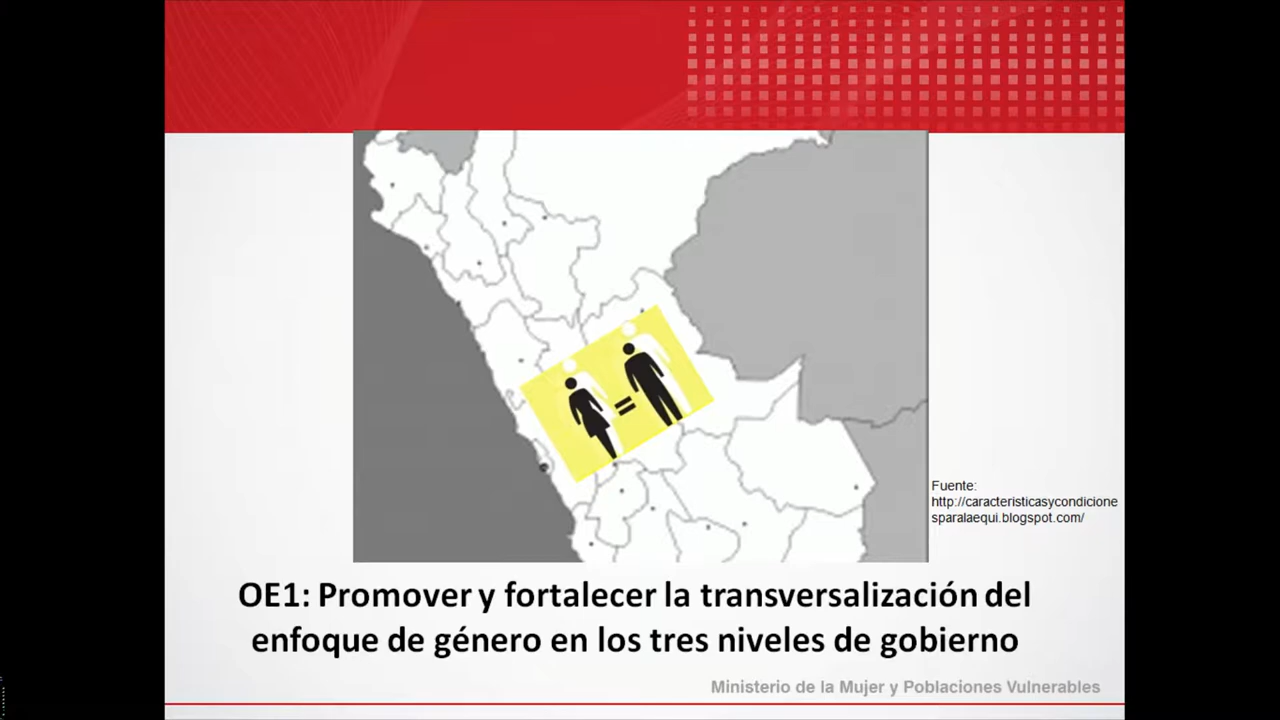 Fuente:
http://caracteristicasycondicione
sparalaequi.blogspot.com/
OE1: Promover y fortalecer la transversalización del
enfoque de género en los tres niveles de gobierno
Ministerio de la Mujer y Poblaciones Vulnerables